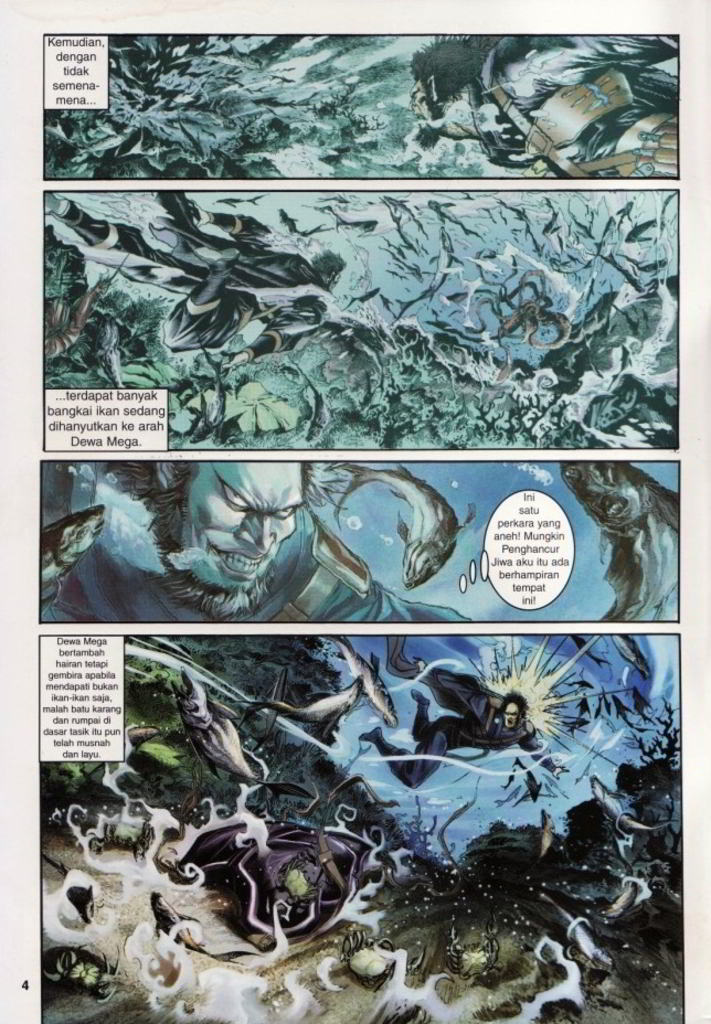 Kemudian,
dengan
tidak
semena-
mena...
...terdapat banyak
bangkai ikan sedang
dihanyutkan ke arah
Dewa Mega.
Ini
satu
perkara yang
aneh! Mungkin
Penghancur
Jiwa aku itu ada
berhampiran
tempat
ini!
Dewa Mega
bertambah
hairan tetapi
gembira apabila
mendapati bukan
ikan-ikan saja,
malah batu karang
dan rumpai di
dasar tasik itu pun
telah musnah
dan layu.
4